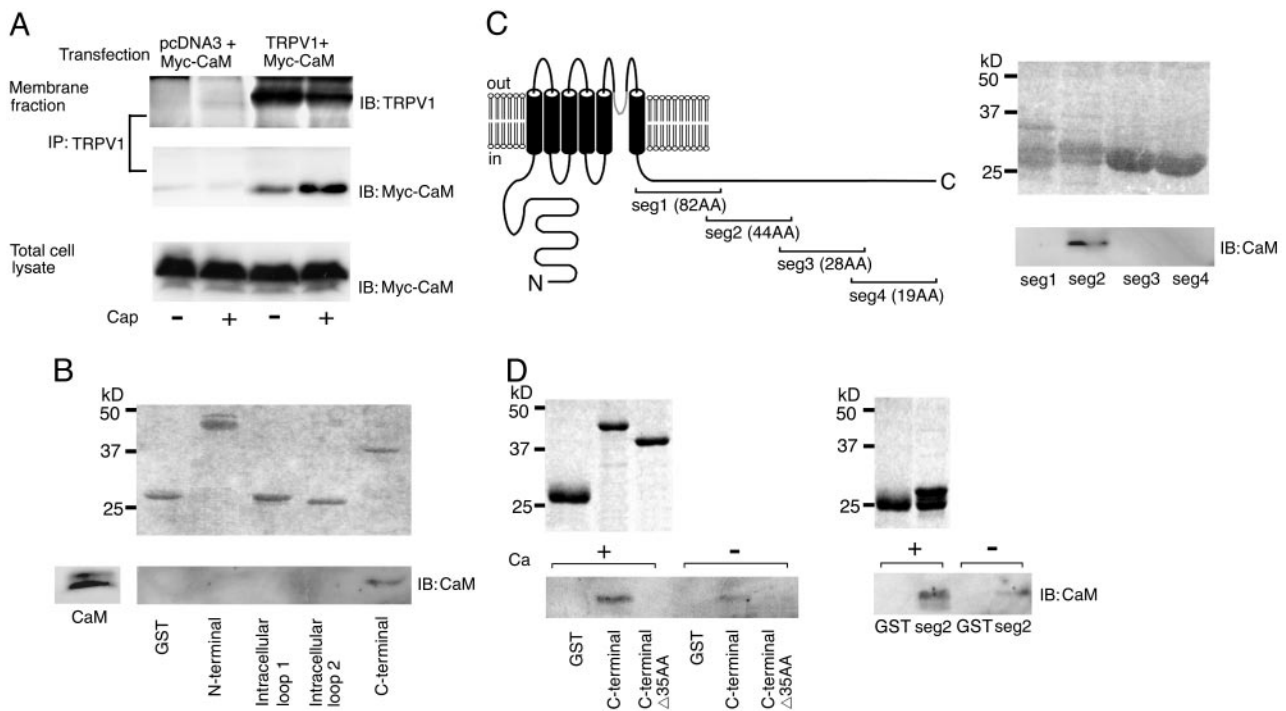 A
Transfection
pcDNA3 +
Myc-CaM
TRPV1+
Myc-CaM
Membrane
fraction
IB: TRPV1
IP: TRPV1
IB: Myc-CaM
Total cell
lysate
IB: Myc-CaM
Cap
- + - +
B
kD
50
37
25
IB: CaM
CaM
GST
N-terminal
Intracellular
loop 1
Intracellular
loop 2
C-terminal
C
out
in
N
C
seg1 (82AA)
seg2 (44AA)
seg3 (28AA)
seg4 (19AA)
kD
50
37
25
IB: CaM
seg1 seg2 seg3 seg4
D
kD
50
37
25
Ca
+ -
GST
C-terminal
C-terminal
△35AA
GST
C-terminal
C-terminal
△35AA
kD
50
37
25
+ -
IB: CaM
GST seg2 GST seg2